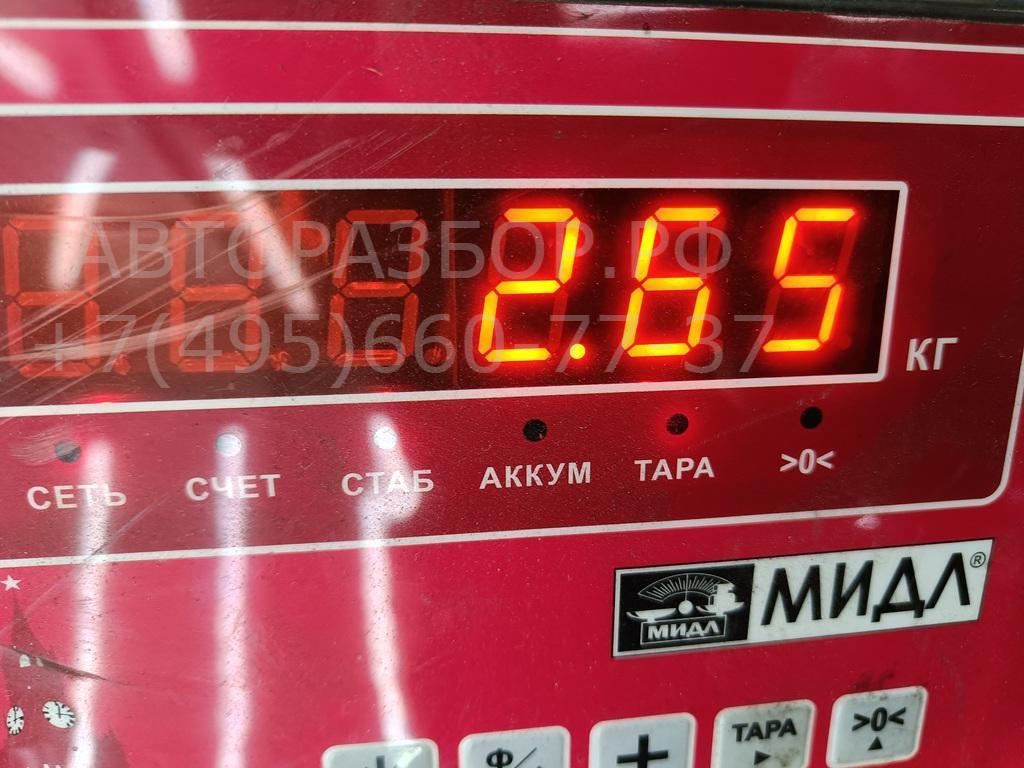 АВТОРАЗБОР.РФ
+7(495)660-77-37
2.65
КГ
СЕТЬ СЧЕТ СТАБ АККУМ ТАРА >0<
МИДЛ МИДЛ®
Ф/
+
ТАРА
>0<